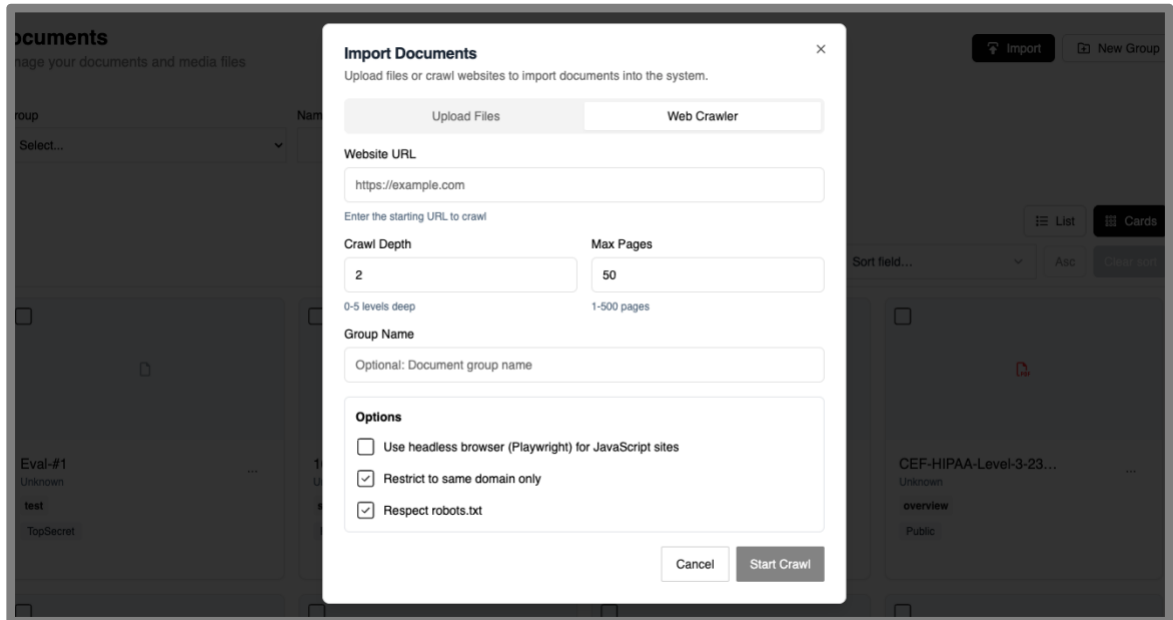 ocuments
nage your documents and media files
Import
New Group
roup
Nam
Select...
Import Documents
Upload files or crawl websites to import documents into the system.
Upload Files
Web Crawler
Website URL
https://example.com
Enter the starting URL to crawl
Crawl Depth
Max Pages
2
50
0-5 levels deep
1-500 pages
Group Name
Optional: Document group name
Options
Use headless browser (Playwright) for JavaScript sites
Restrict to same domain only
Respect robots.txt
Cancel
Start Crawl
List
Cards
Sort field...
Asc
Clear sort
Eval-#1
...
Unknown
test
TopSecret
CEF-HIPAA-Level-3-23...
...
Unknown
overview
Public